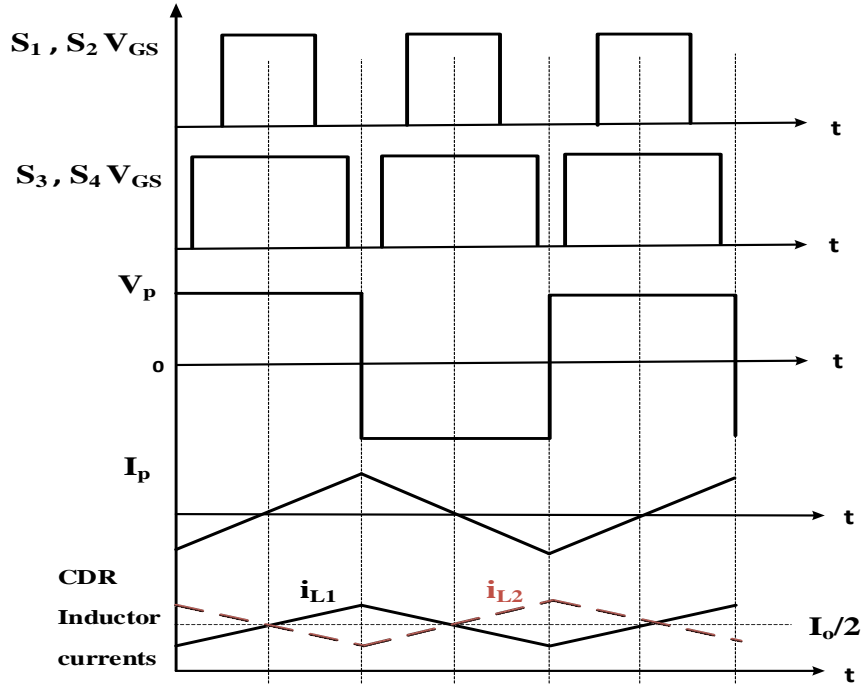 S1 , S2 VGS
t
S3 , S4 VGS
t
Vp
0
t
Ip
t
CDR
Inductor
currents
iL1
iL2
Io/2
t